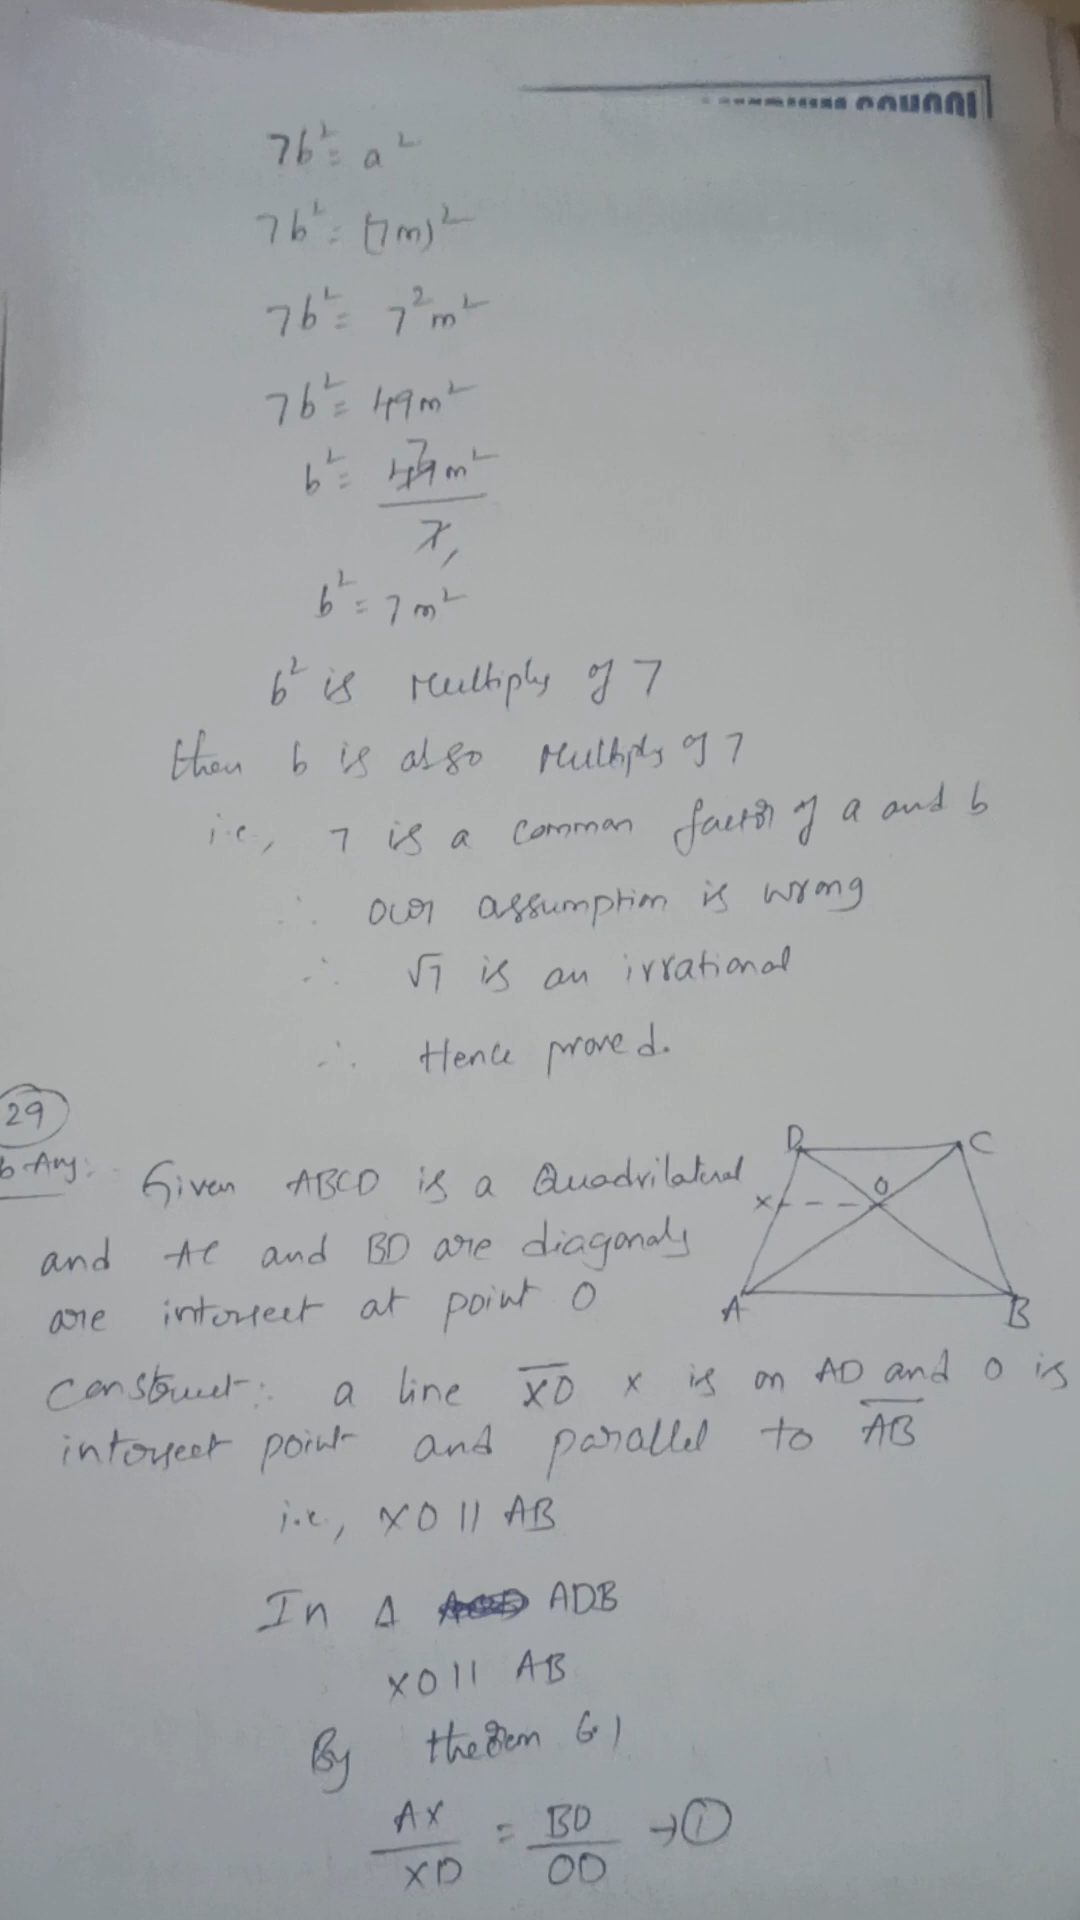 7b² = a²
7b² = (7m)²
7b² = 7²m²
7b² = 49m²
b² = 49m² / 7
7
b² = 7m²
b² is Multiply of 7
then b is also Multiply of 7
i.e., 7 is a common factor of a and b
∴ our assumption is wrong
∴ √7 is an irrational
∴ Hence proved.
29
b Ans: Given ABCD is a Quadrilateral
and AC and BD are diagonals
are intersect at point O
construct: a line XO x is on AD and O is
intersect point and parallel to AB
i.e., XO || AB
In Δ ADB
XO || AB
By theorem 6.1
AX / XD = BO / OD → ①
D C
X O
A B